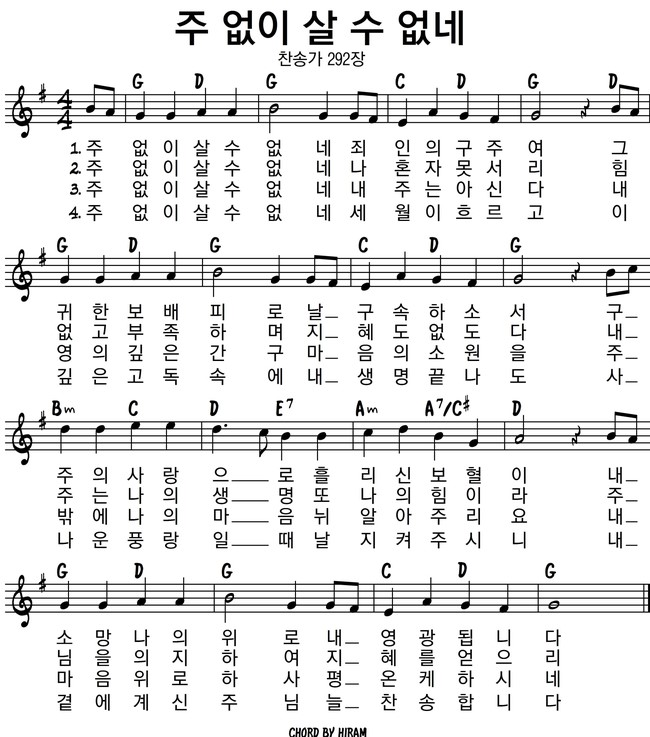 주 없이 살 수 없네
찬송가 292장
G D G C D G D
1. 주 없 이 살 수 없 네 죄 인 의 구 주 여 그
2. 주 없 이 살 수 없 네 나 혼 자 못 서 리 힘
3. 주 없 이 살 수 없 네 내 주 는 아 신 다 내
4. 주 없 이 살 수 없 네 세 월 이 흐 르 고 이
G D G C D G
귀 한 보 배 피 로 날_ 구 속 하 소 서 구_
없 고 부 족 하 며 지_ 혜 도 없 도 다 내_
영 의 깊 은 간 구 마_ 음 의 소 원 을 주_
깊 은 고 독 속 에 내_ 생 명 끝 나 도 사_
Bm C D E7 Am A7/C# D
주 의 사 랑 으__ 로 흘 리 신 보 혈 이 내_
주 는 나 의 생__ 명 또 나 의 힘 이 라 주_
밖 에 나 의 마__ 음 뉘 알 아 주 리 요 내_
나 운 풍 랑 일__ 때 날 지 켜 주 시 니 내_
G D G C D G
소 망 나 의 위 로 내_ 영 광 됩 니 다
님 을 의 지 하 여 지_ 혜 를 얻 으 리
마 음 위 로 하 사 평_ 온 케 하 시 네
곁 에 계 신 주 님 늘_ 찬 송 합 니 다
CHORD BY HIRAM